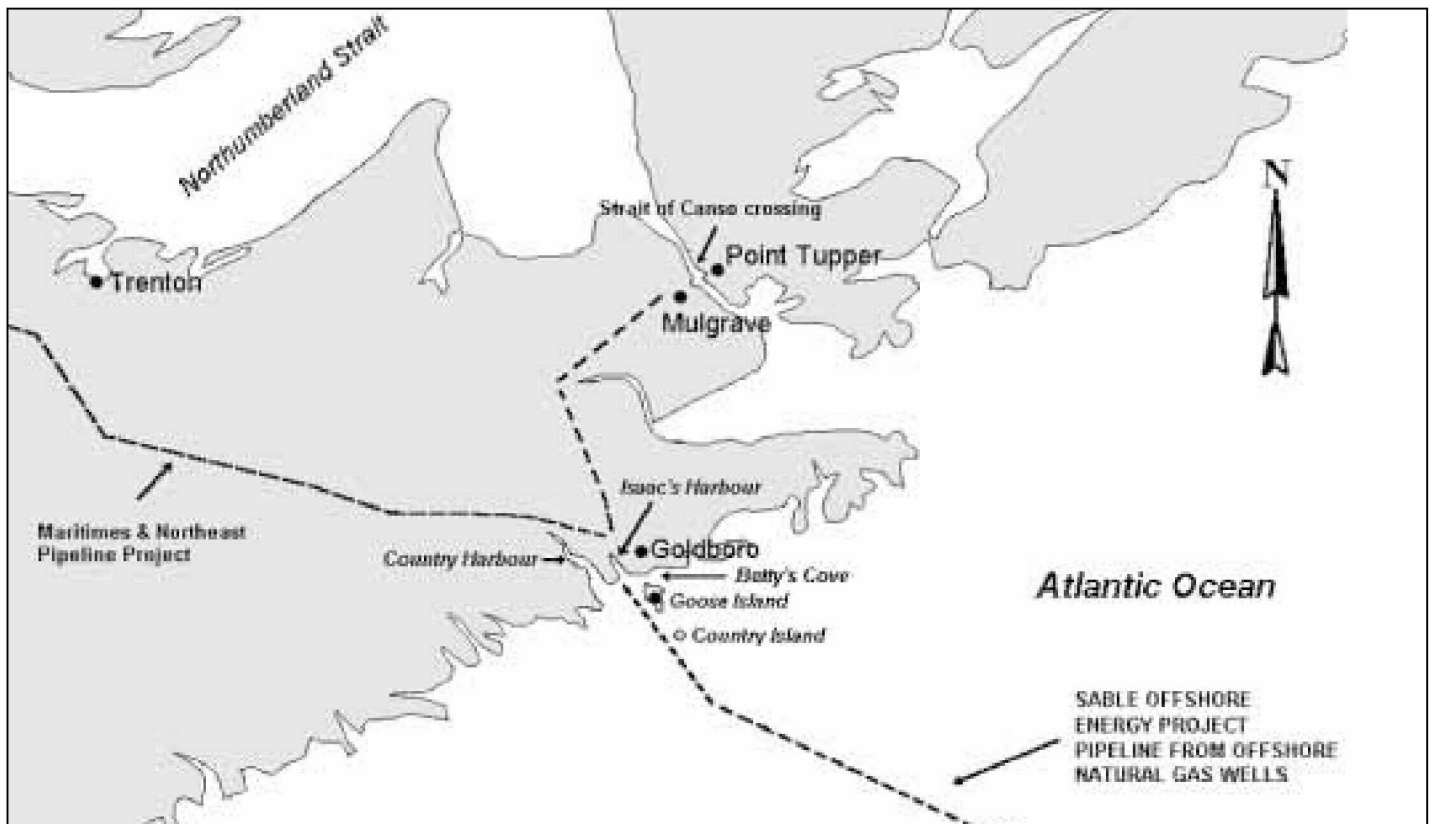 Northumberland Strait
N
Strait of Canso crossing
Point Tupper
Trenton
Mulgrave
Isaac's Harbour
Maritimes & Northeast
Pipeline Project
Country Harbour
Goldboro
Betty's Cove
Goose Island
Atlantic Ocean
Country Island
SABLE OFFSHORE
ENERGY PROJECT
PIPELINE FROM OFFSHORE
NATURAL GAS WELLS